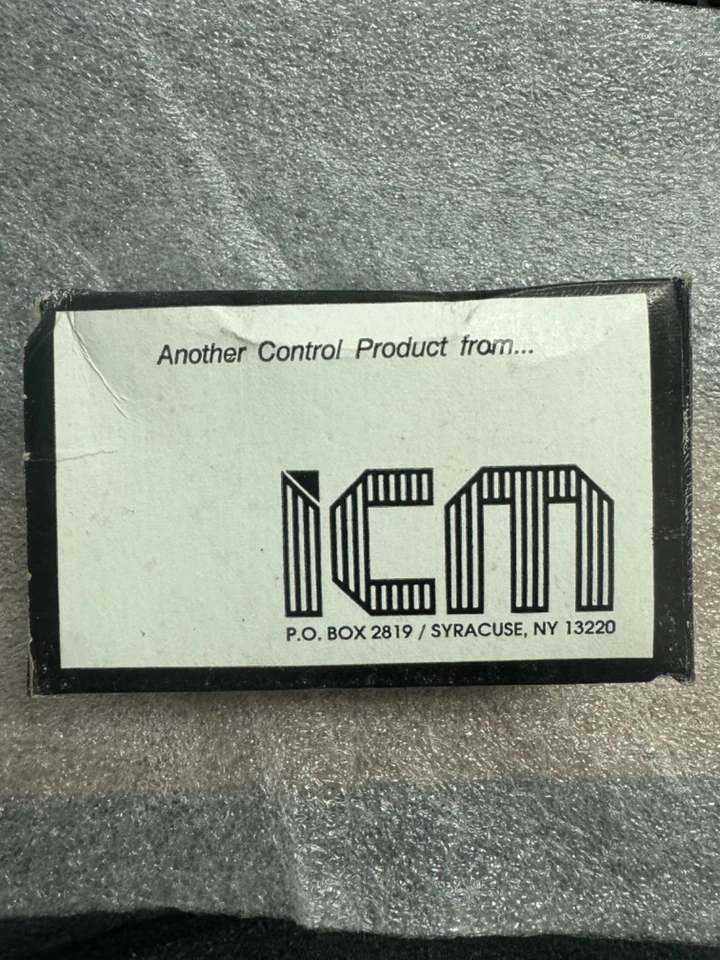 Another Control Product from...
icm
P.O. BOX 2819 / SYRACUSE, NY 13220